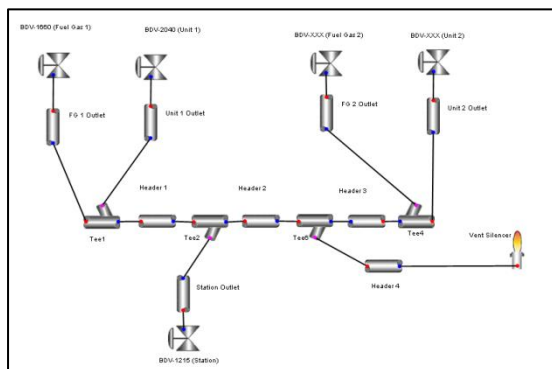 BDV-1660 (Fuel Gas 1)
BDV-2040 (Unit 1)
BDV-XXX (Fuel Gas 2)
BDV-XXX (Unit 2)
FG 1 Outlet
Unit 1 Outlet
FG 2 Outlet
Unit 2 Outlet
Header 1
Header 2
Header 3
Tee1
Tee2
Tee5
Tee4
Vent Silencer
Station Outlet
Header 4
BDV-1215 (Station)